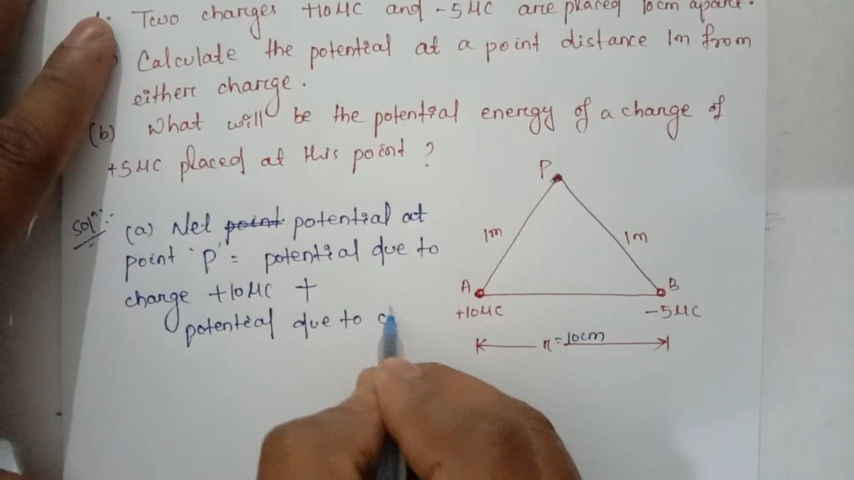 Two charges +10μC and -5μC are placed 10cm apart.
Calculate the potential at a point distance 1m from
either charge.
(b) What will be the potential energy of a change of
+5μC placed at this point ?
Solⁿ:
(a) Net point potential at
point 'P' = potential due to
charge +10μC +
potential due to c
P
1m
1m
A
B
+10μC
-5μC
r=10cm